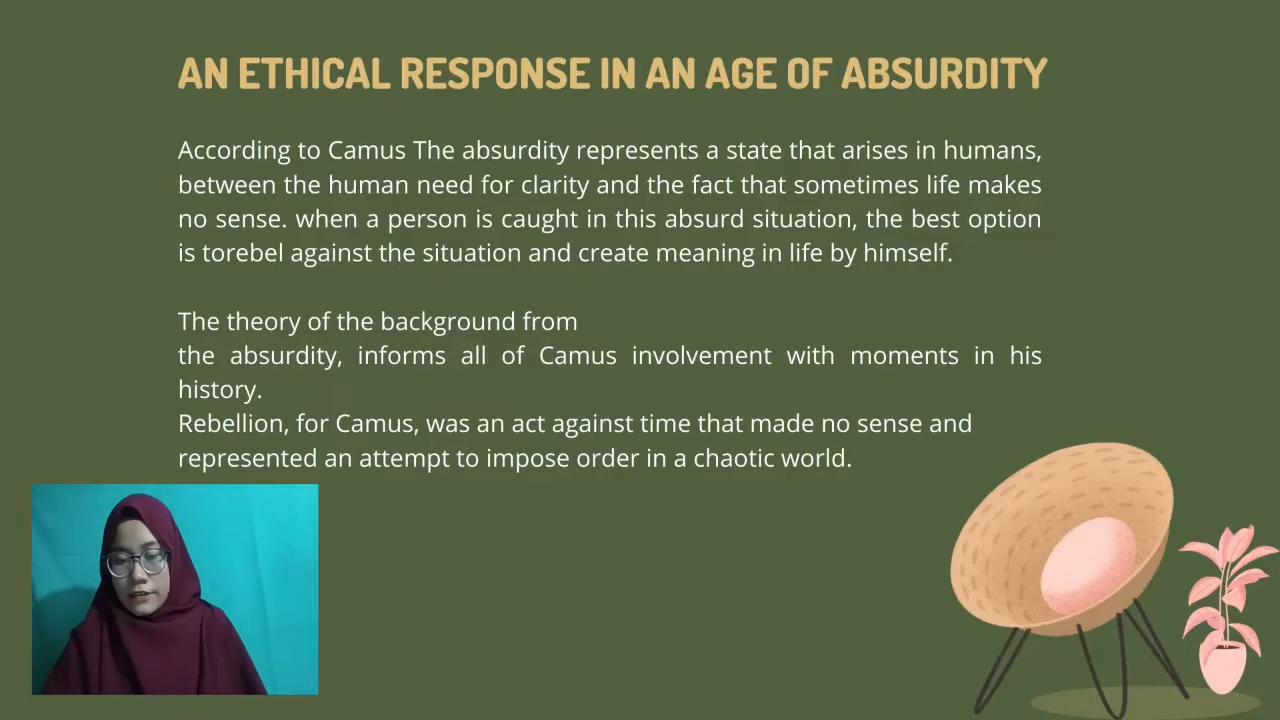 AN ETHICAL RESPONSE IN AN AGE OF ABSURDITY
According to Camus The absurdity represents a state that arises in humans,
between the human need for clarity and the fact that sometimes life makes
no sense. when a person is caught in this absurd situation, the best option
is torebel against the situation and create meaning in life by himself.
The theory of the background from
the absurdity, informs all of Camus involvement with moments in his
history.
Rebellion, for Camus, was an act against time that made no sense and
represented an attempt to impose order in a chaotic world.